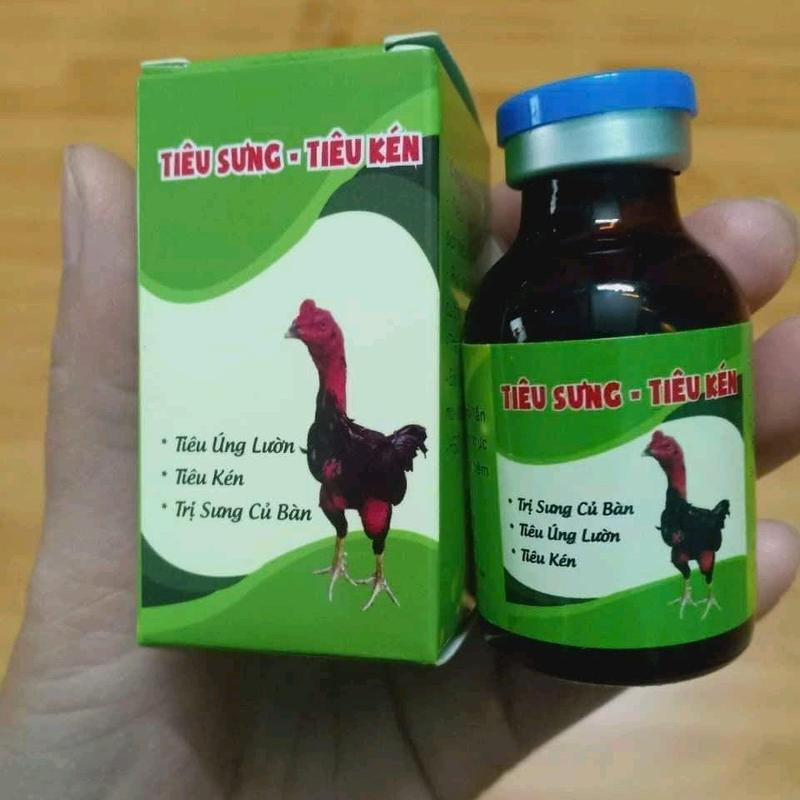 TIÊU SƯNG - TIÊU KÉN
* Tiêu Úng Lườn
* Tiêu Kén
* Trị Sưng Củ Bàn
TIÊU SƯNG - TIÊU KÉN
* Trị Sưng Củ Bàn
* Tiêu Úng Lườn
* Tiêu Kén